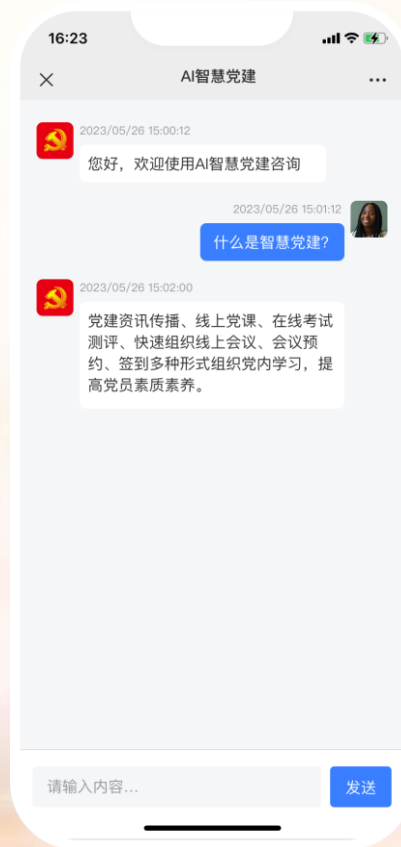 16:23
AI智慧党建
2023/05/26 15:00:12
您好，欢迎使用AI智慧党建咨询
2023/05/26 15:01:12
什么是智慧党建?
2023/05/26 15:02:00
党建资讯传播、线上党课、在线考试
测评、快速组织线上会议、会议预
约、签到多种形式组织党内学习，提
高党员素质素养。
请输入内容...
发送